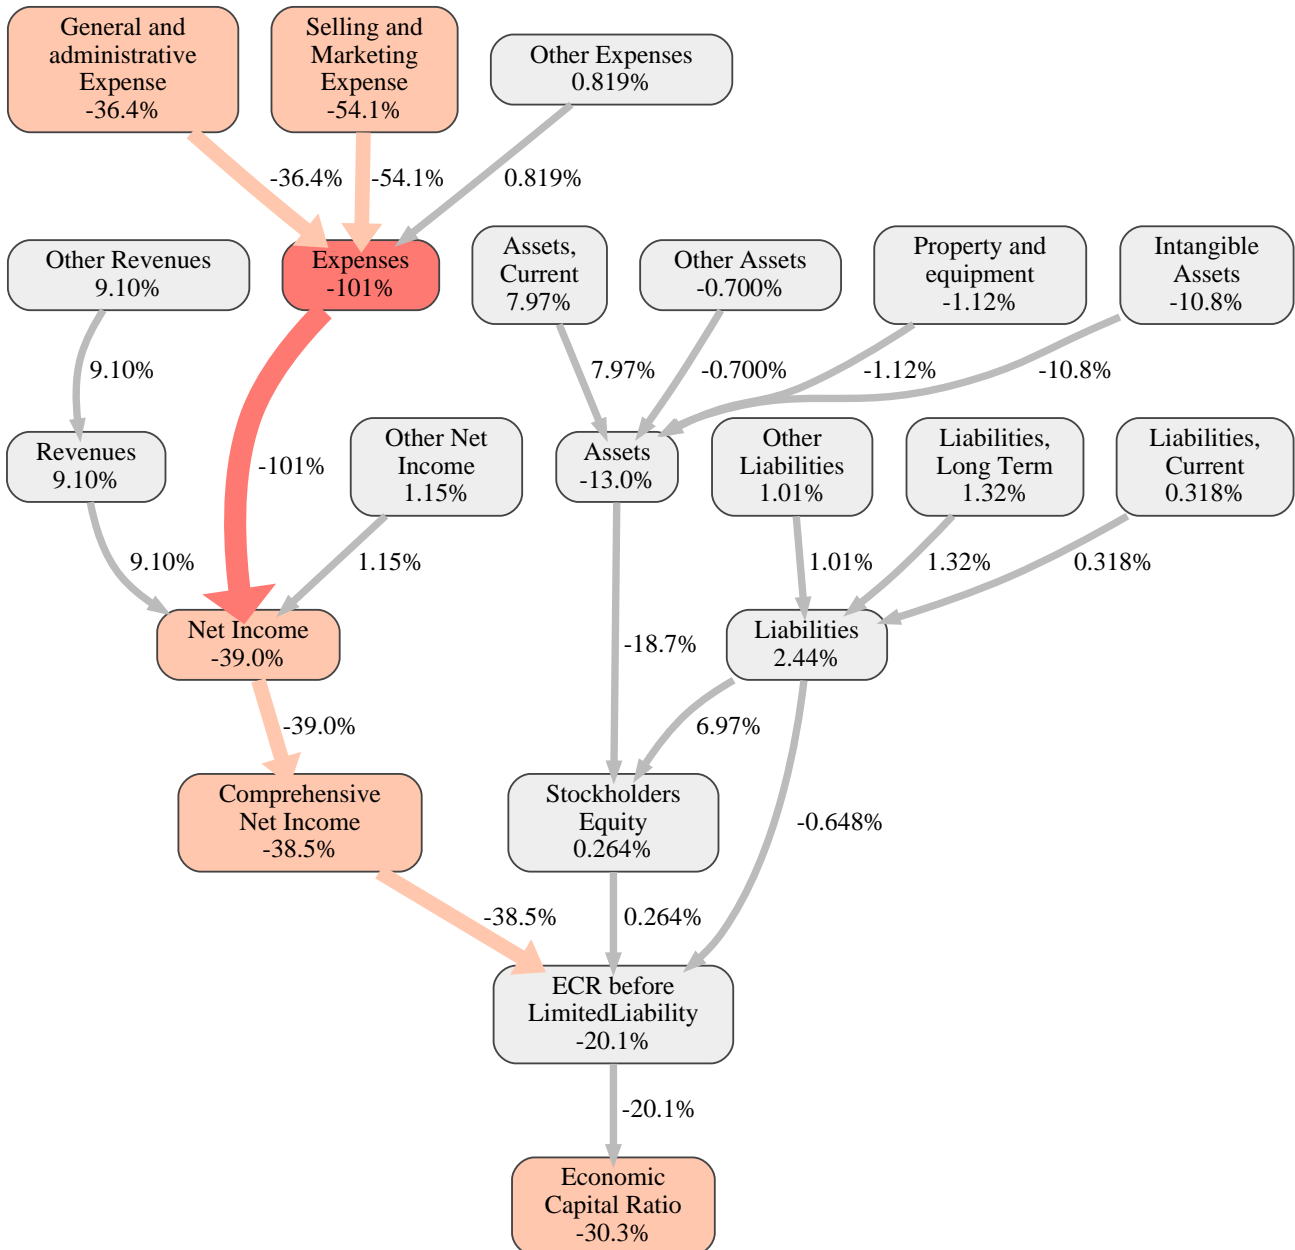 General and
administrative
Expense
-36.4%
Selling and
Marketing
Expense
-54.1%
Other Expenses
0.819%
-36.4%
-54.1%
0.819%
Other Revenues
9.10%
Expenses
-101%
Assets,
Current
7.97%
Other Assets
-0.700%
Property and
equipment
-1.12%
Intangible
Assets
-10.8%
9.10%
7.97%
-0.700%
-1.12%
-10.8%
Revenues
9.10%
-101%
Other Net
Income
1.15%
Assets
-13.0%
Other
Liabilities
1.01%
Liabilities,
Long Term
1.32%
Liabilities,
Current
0.318%
9.10%
1.15%
1.01%
1.32%
0.318%
Net Income
-39.0%
-18.7%
Liabilities
2.44%
-39.0%
6.97%
Comprehensive
Net Income
-38.5%
Stockholders
Equity
0.264%
-0.648%
-38.5%
0.264%
ECR before
LimitedLiability
-20.1%
-20.1%
Economic
Capital Ratio
-30.3%